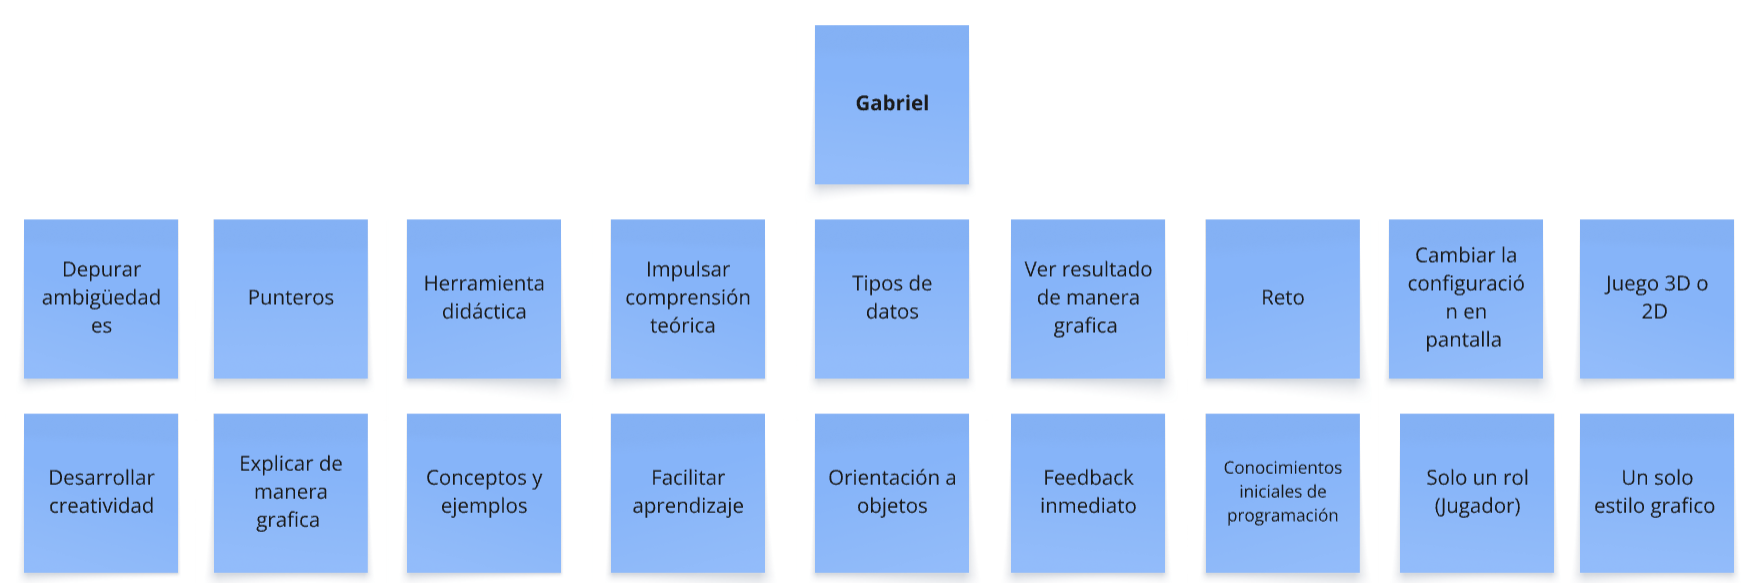 Gabriel
Depurar
ambigüedad
es
Punteros
Herramienta
didáctica
Impulsar
comprensión
teórica
Tipos de
datos
Ver resultado
de manera
grafica
Reto
Cambiar la
configuració
n en
pantalla
Juego 3D o
2D
Desarrollar
creatividad
Explicar de
manera
grafica
Conceptos y
ejemplos
Facilitar
aprendizaje
Orientación a
objetos
Feedback
inmediato
Conocimientos
iniciales de
programación
Solo un rol
(Jugador)
Un solo
estilo grafico